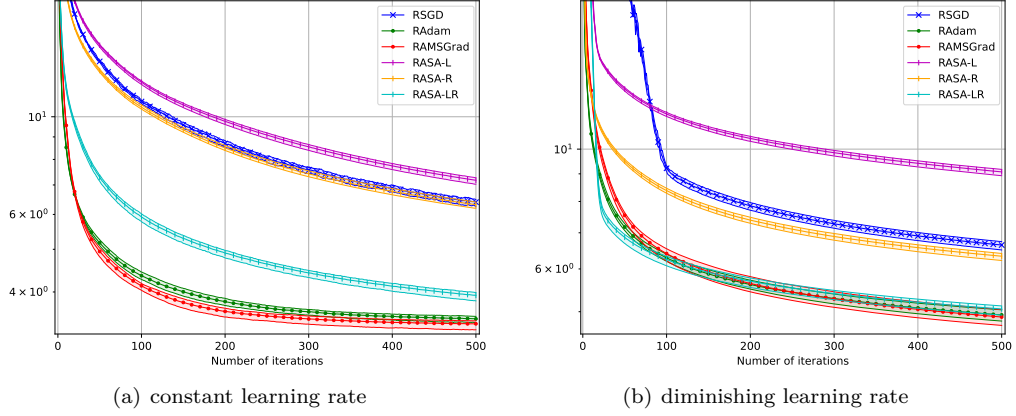 RSGD
RAdam
RAMSGrad
RASA-L
RASA-R
RASA-LR
10¹
6 × 10⁰
4 × 10⁰
0 100 200 300 400 500
Number of iterations
(a) constant learning rate
RSGD
RAdam
RAMSGrad
RASA-L
RASA-R
RASA-LR
10¹
6 × 10⁰
0 100 200 300 400 500
Number of iterations
(b) diminishing learning rate